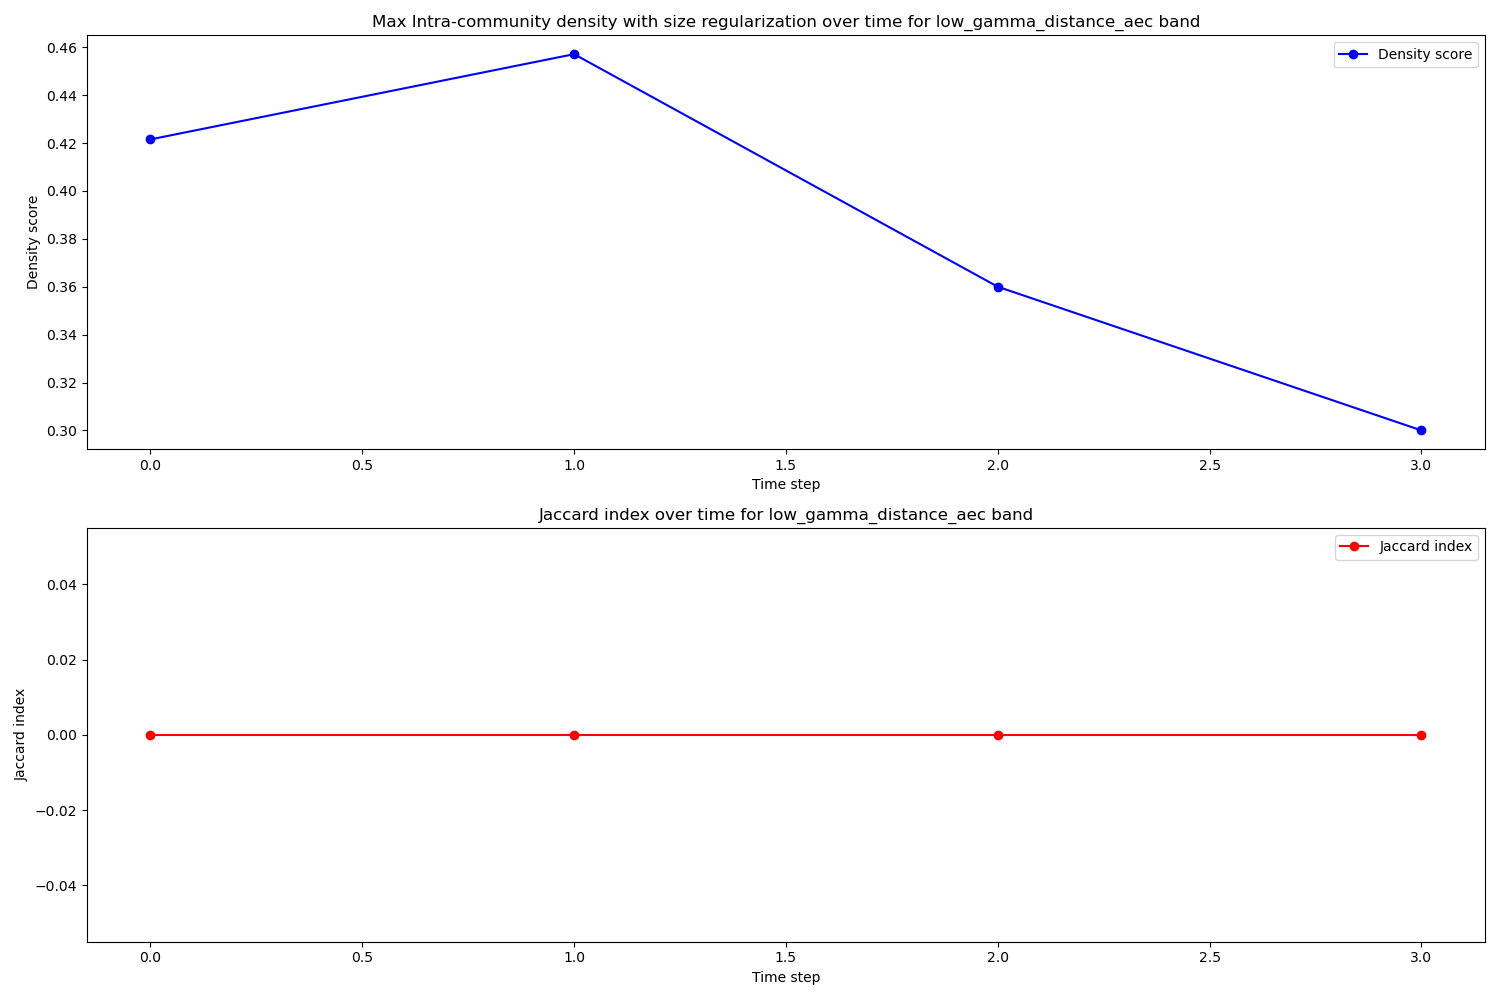 Max Intra-community density with size regularization over time for low_gamma_distance_aec band
Density score
0.46
0.44
0.42
0.40
0.38
0.36
0.34
0.32
0.30
Density score
0.0 0.5 1.0 1.5 2.0 2.5 3.0
Time step
Jaccard index over time for low_gamma_distance_aec band
Jaccard index
0.04
0.02
0.00
−0.02
−0.04
Jaccard index
0.0 0.5 1.0 1.5 2.0 2.5 3.0
Time step